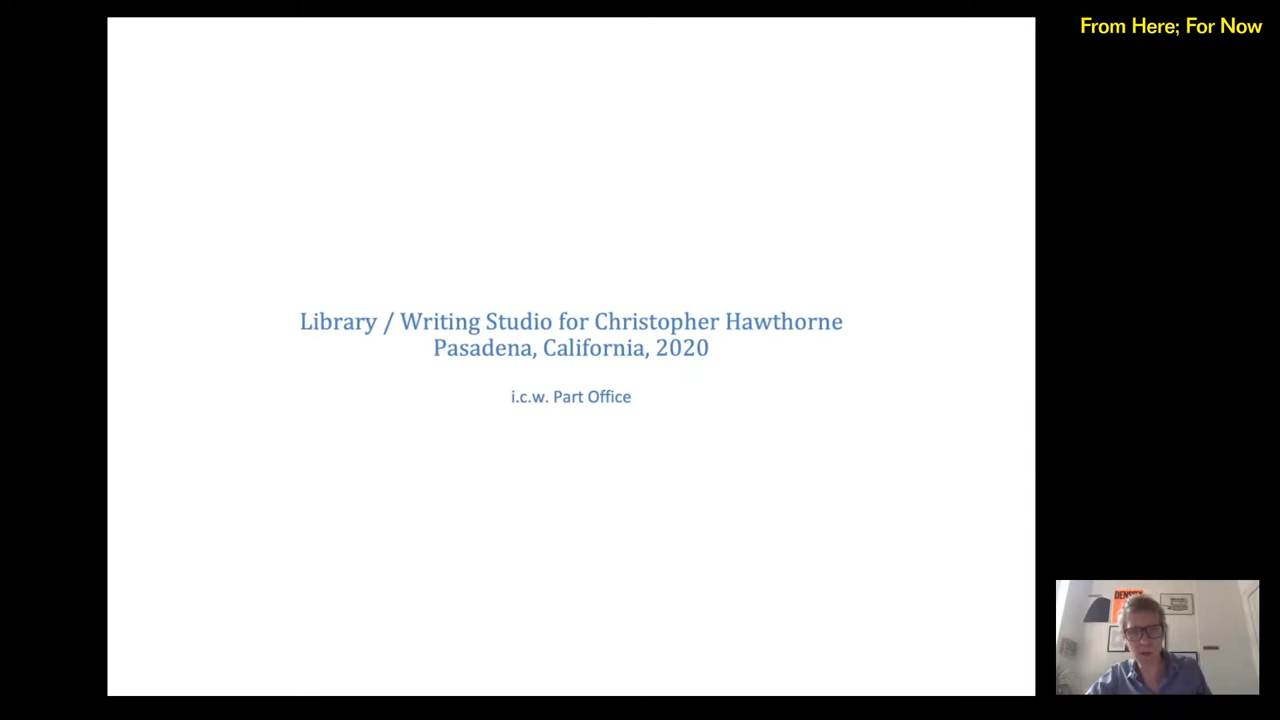 From Here; For Now
Library / Writing Studio for Christopher Hawthorne
Pasadena, California, 2020
i.c.w. Part Office